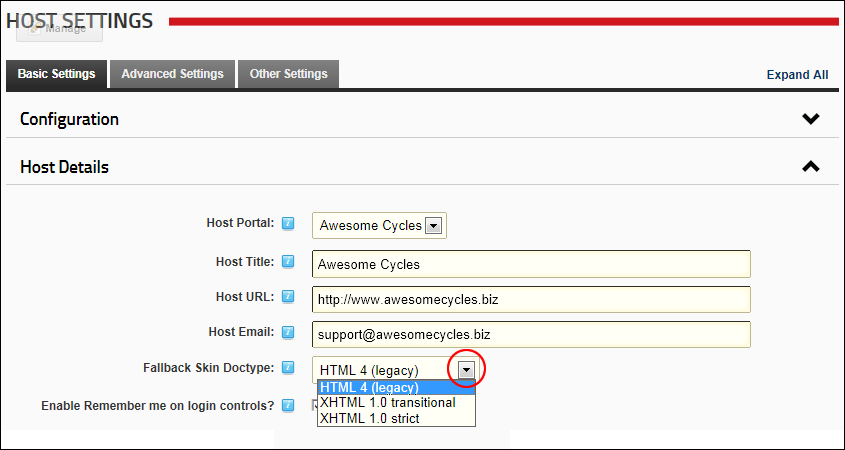 HOST SETTINGS
Manage
Basic Settings Advanced Settings Other Settings Expand All
Configuration
Host Details
Host Portal: Awesome Cycles
Host Title: Awesome Cycles
Host URL: http://www.awesomecycles.biz
Host Email: support@awesomecycles.biz
Fallback Skin Doctype: HTML 4 (legacy)
HTML 4 (legacy)
XHTML 1.0 transitional
XHTML 1.0 strict
Enable Remember me on login controls?